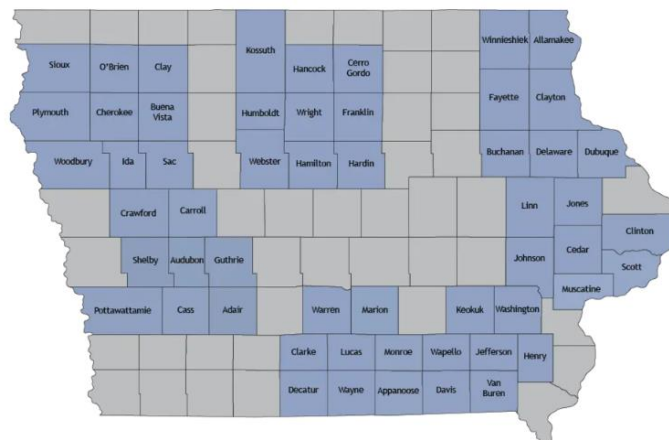 Kossuth
Winnieshiek Allamakee
Sioux O"Brien Clay Hancock Cerro
Gordo
Plymouth Cherokee Buena
Vista Humboldt Wright Franklin Fayette Clayton
Woodbury Ida Sac Webster Hamilton Hardin Buchanan Delaware Dubuque
Crawford Carroll Linn Jones
Clinton
Shelby Audubon Guthrie Johnson Cedar
Scott
Muscatine
Pottawattamie Cass Adair Warren Marion Keokuk Washington
Clarke Lucas Monroe Wapello Jefferson Henry
Decatur Wayne Appanoose Davis Van
Buren